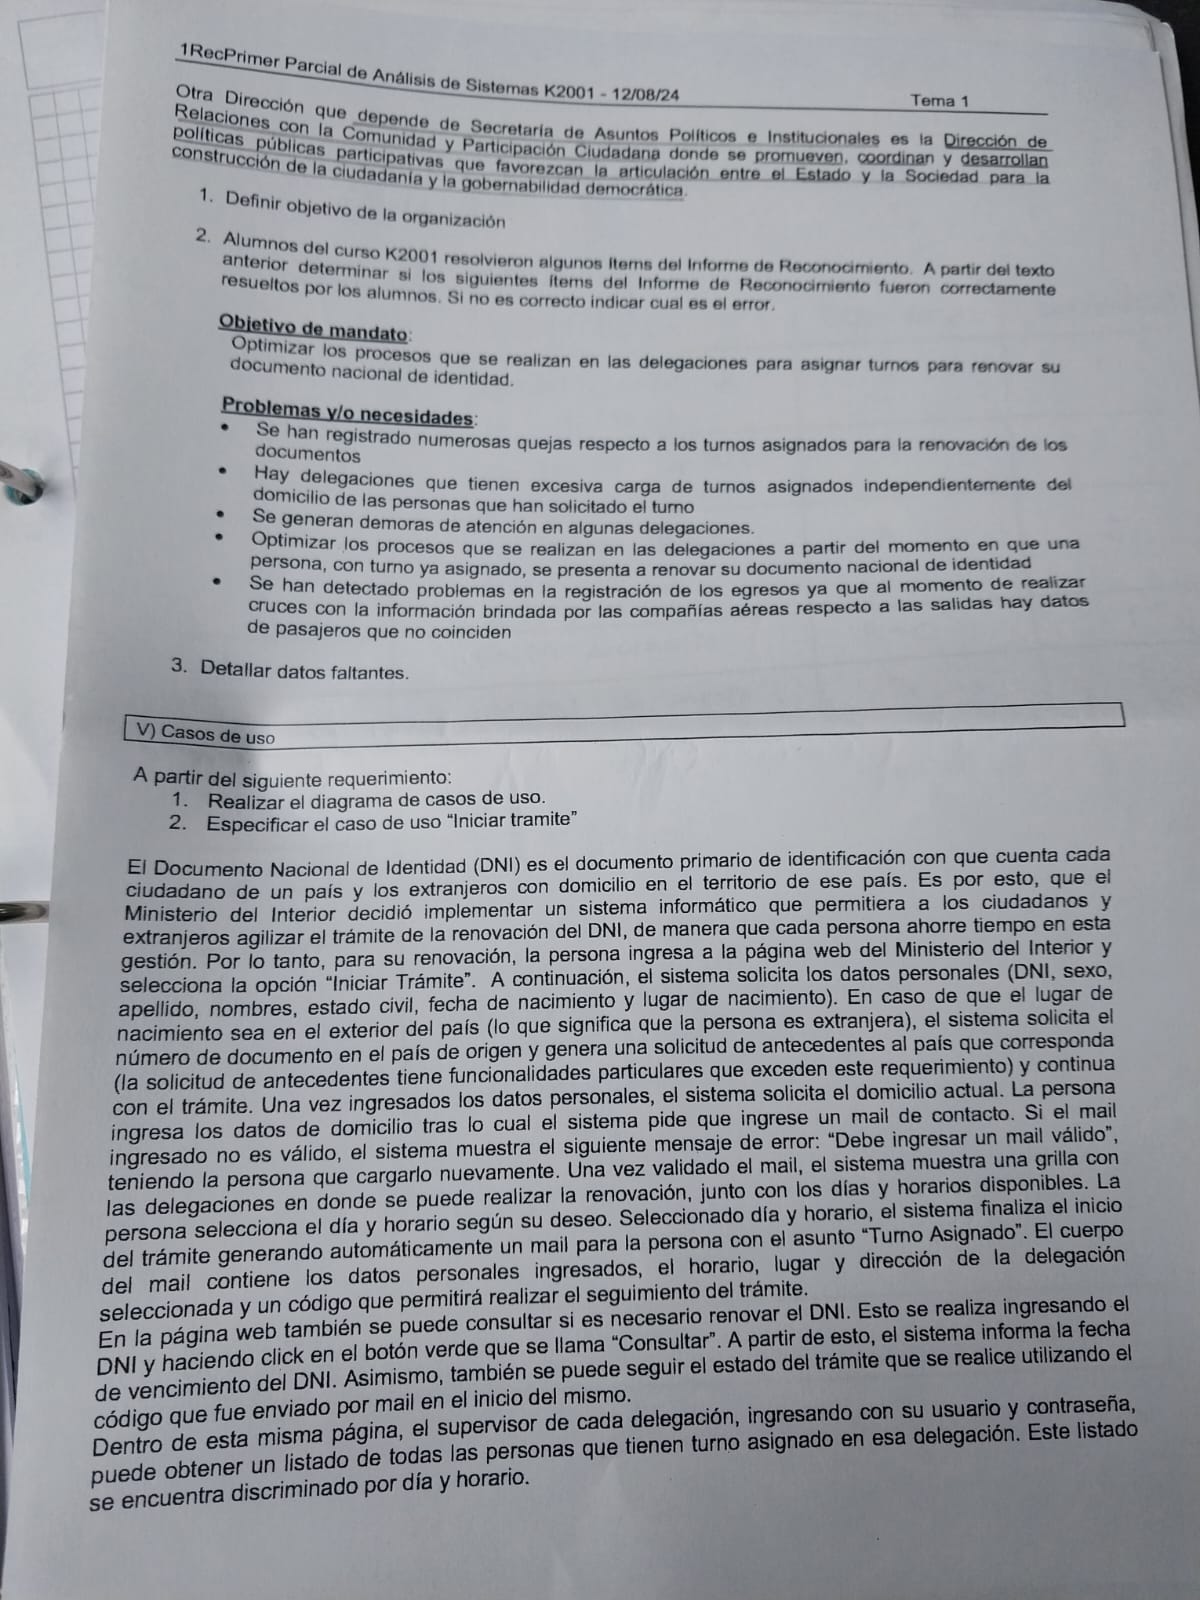 1RecPrimer Parcial de Análisis de Sistemas K2001 - 12/08/24
Tema 1
Otra Dirección que depende de Secretaría de Asuntos Políticos e Institucionales es la Dirección de
Relaciones con la Comunidad y Participación Ciudadana donde se promueven, coordinan y desarrollan
políticas públicas participativas que favorezcan la articulación entre el Estado y la Sociedad para la
construcción de la ciudadanía y la gobernabilidad democrática.
1. Definir objetivo de la organización
2. Alumnos del curso K2001 resolvieron algunos ítems del Informe de Reconocimiento. A partir del texto
anterior determinar si los siguientes ítems del Informe de Reconocimiento fueron correctamente
resueltos por los alumnos. Si no es correcto indicar cual es el error.
Objetivo de mandato:
Optimizar los procesos que se realizan en las delegaciones para asignar turnos para renovar su
documento nacional de identidad.
Problemas y/o necesidades:
• Se han registrado numerosas quejas respecto a los turnos asignados para la renovación de los
documentos
• Hay delegaciones que tienen excesiva carga de turnos asignados independientemente del
domicilio de las personas que han solicitado el turno
• Se generan demoras de atención en algunas delegaciones.
• Optimizar los procesos que se realizan en las delegaciones a partir del momento en que una
persona, con turno ya asignado, se presenta a renovar su documento nacional de identidad
• Se han detectado problemas en la registración de los egresos ya que al momento de realizar
cruces con la información brindada por las compañías aéreas respecto a las salidas hay datos
de pasajeros que no coinciden
3. Detallar datos faltantes.
V) Casos de uso
A partir del siguiente requerimiento:
1. Realizar el diagrama de casos de uso.
2. Especificar el caso de uso “Iniciar tramite”
El Documento Nacional de Identidad (DNI) es el documento primario de identificación con que cuenta cada
ciudadano de un país y los extranjeros con domicilio en el territorio de ese país. Es por esto, que el
Ministerio del Interior decidió implementar un sistema informático que permitiera a los ciudadanos y
extranjeros agilizar el trámite de la renovación del DNI, de manera que cada persona ahorre tiempo en esta
gestión. Por lo tanto, para su renovación, la persona ingresa a la página web del Ministerio del Interior y
selecciona la opción “Iniciar Trámite”. A continuación, el sistema solicita los datos personales (DNI, sexo,
apellido, nombres, estado civil, fecha de nacimiento y lugar de nacimiento). En caso de que el lugar de
nacimiento sea en el exterior del país (lo que significa que la persona es extranjera), el sistema solicita el
número de documento en el país de origen y genera una solicitud de antecedentes al país que corresponda
(la solicitud de antecedentes tiene funcionalidades particulares que exceden este requerimiento) y continua
con el trámite. Una vez ingresados los datos personales, el sistema solicita el domicilio actual. La persona
ingresa los datos de domicilio tras lo cual el sistema pide que ingrese un mail de contacto. Si el mail
ingresado no es válido, el sistema muestra el siguiente mensaje de error: “Debe ingresar un mail válido”,
teniendo la persona que cargarlo nuevamente. Una vez validado el mail, el sistema muestra una grilla con
las delegaciones en donde se puede realizar la renovación, junto con los días y horarios disponibles. La
persona selecciona el día y horario según su deseo. Seleccionado día y horario, el sistema finaliza el inicio
del trámite generando automáticamente un mail para la persona con el asunto “Turno Asignado”. El cuerpo
del mail contiene los datos personales ingresados, el horario, lugar y dirección de la delegación
seleccionada y un código que permitirá realizar el seguimiento del trámite.
En la página web también se puede consultar si es necesario renovar el DNI. Esto se realiza ingresando el
DNI y haciendo click en el botón verde que se llama “Consultar”. A partir de esto, el sistema informa la fecha
de vencimiento del DNI. Asimismo, también se puede seguir el estado del trámite que se realice utilizando el
código que fue enviado por mail en el inicio del mismo.
Dentro de esta misma página, el supervisor de cada delegación, ingresando con su usuario y contraseña,
puede obtener un listado de todas las personas que tienen turno asignado en esa delegación. Este listado
se encuentra discriminado por día y horario.